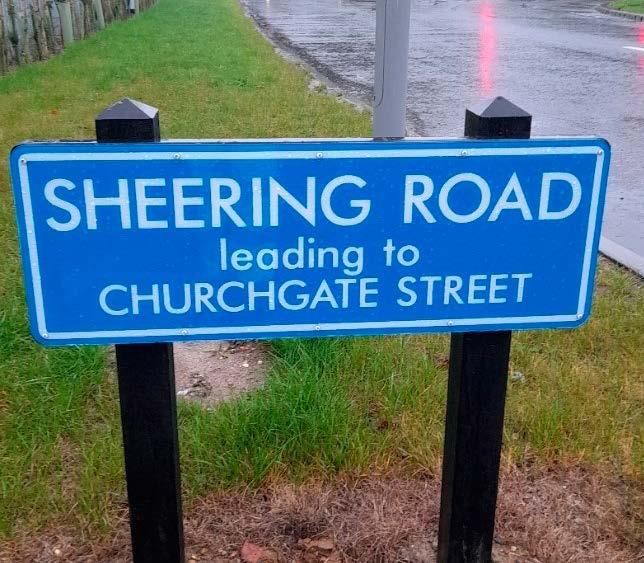 SHEERING ROAD
leading to
CHURCHGATE STREET